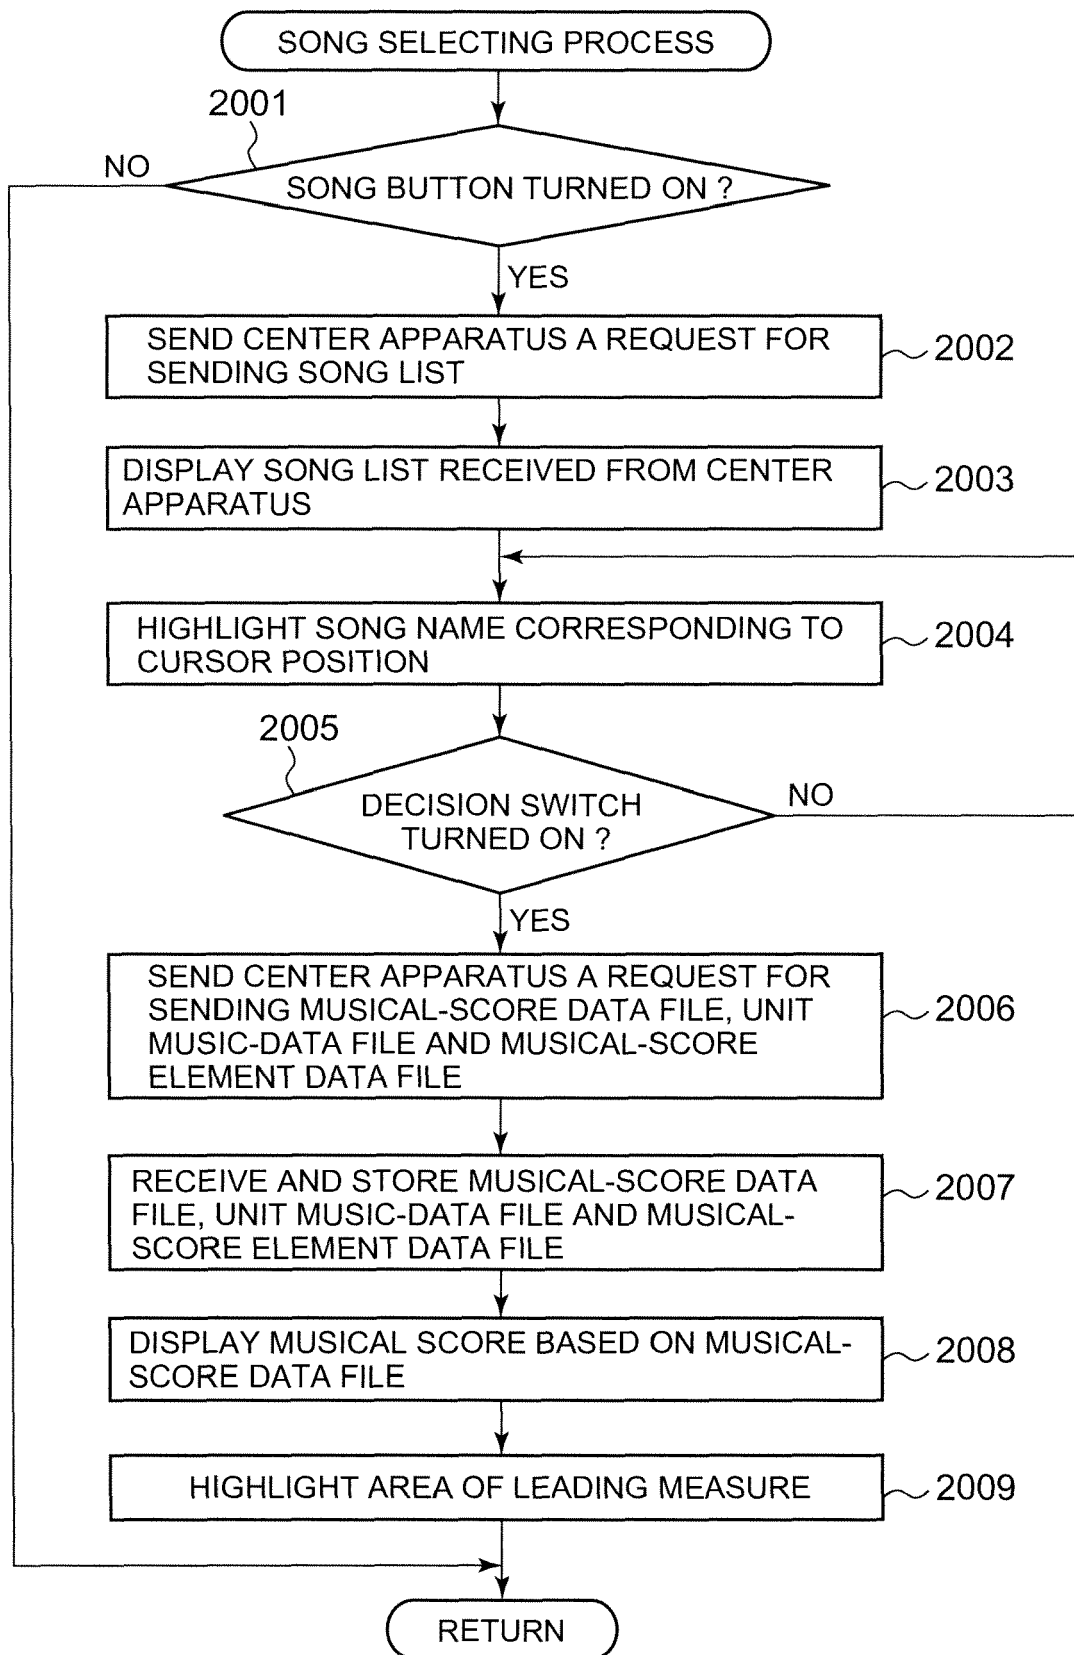 SONG SELECTING PROCESS
2001
NO
SONG BUTTON TURNED ON ?
YES
SEND CENTER APPARATUS A REQUEST FOR
SENDING SONG LIST
2002
DISPLAY SONG LIST RECEIVED FROM CENTER
APPARATUS
2003
HIGHLIGHT SONG NAME CORRESPONDING TO
CURSOR POSITION
2004
2005
DECISION SWITCH
TURNED ON ?
NO
YES
SEND CENTER APPARATUS A REQUEST FOR
SENDING MUSICAL-SCORE DATA FILE, UNIT
MUSIC-DATA FILE AND MUSICAL-SCORE
ELEMENT DATA FILE
2006
RECEIVE AND STORE MUSICAL-SCORE DATA
FILE, UNIT MUSIC-DATA FILE AND MUSICAL-
SCORE ELEMENT DATA FILE
2007
DISPLAY MUSICAL SCORE BASED ON MUSICAL-
SCORE DATA FILE
2008
HIGHLIGHT AREA OF LEADING MEASURE
2009
RETURN